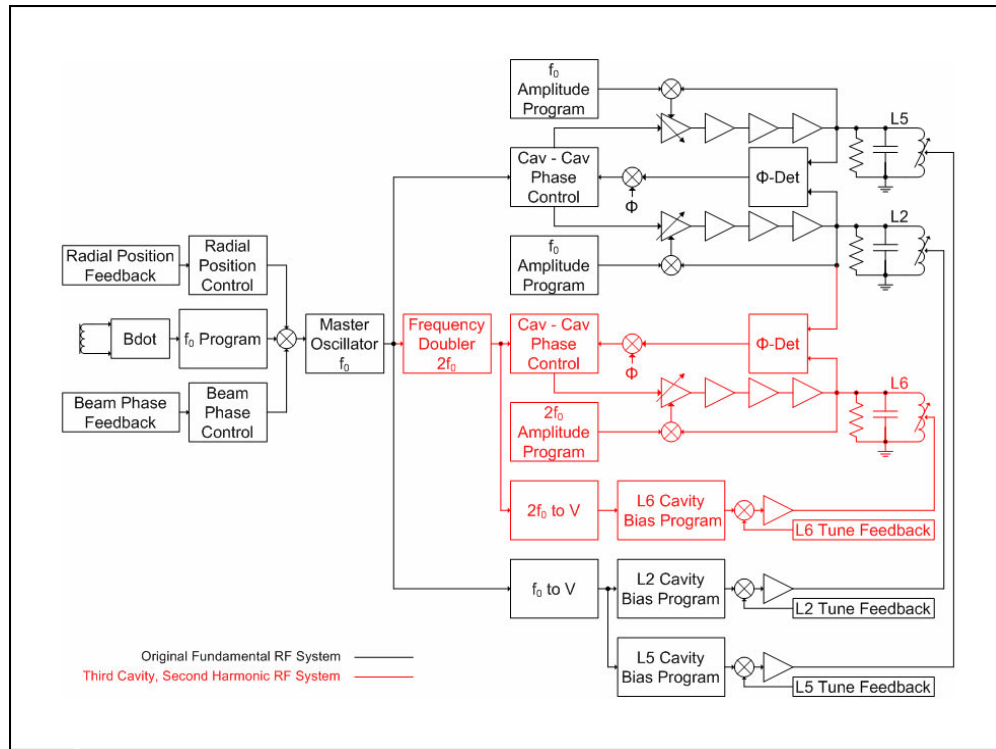 f₀
Amplitude
Program
L5
Cav - Cav
Phase
Control
Φ
Φ-Det
L2
f₀
Amplitude
Program
Radial Position
Feedback
Radial
Position
Control
Bdot
f₀ Program
Master
Oscillator
f₀
Frequency
Doubler
2f₀
Cav - Cav
Phase
Control
Φ
Φ-Det
Beam Phase
Feedback
Beam
Phase
Control
L6
2f₀
Amplitude
Program
2f₀ to V
L6 Cavity
Bias Program
L6 Tune Feedback
f₀ to V
L2 Cavity
Bias Program
L2 Tune Feedback
L5 Cavity
Bias Program
L5 Tune Feedback
Original Fundamental RF System
Third Cavity, Second Harmonic RF System